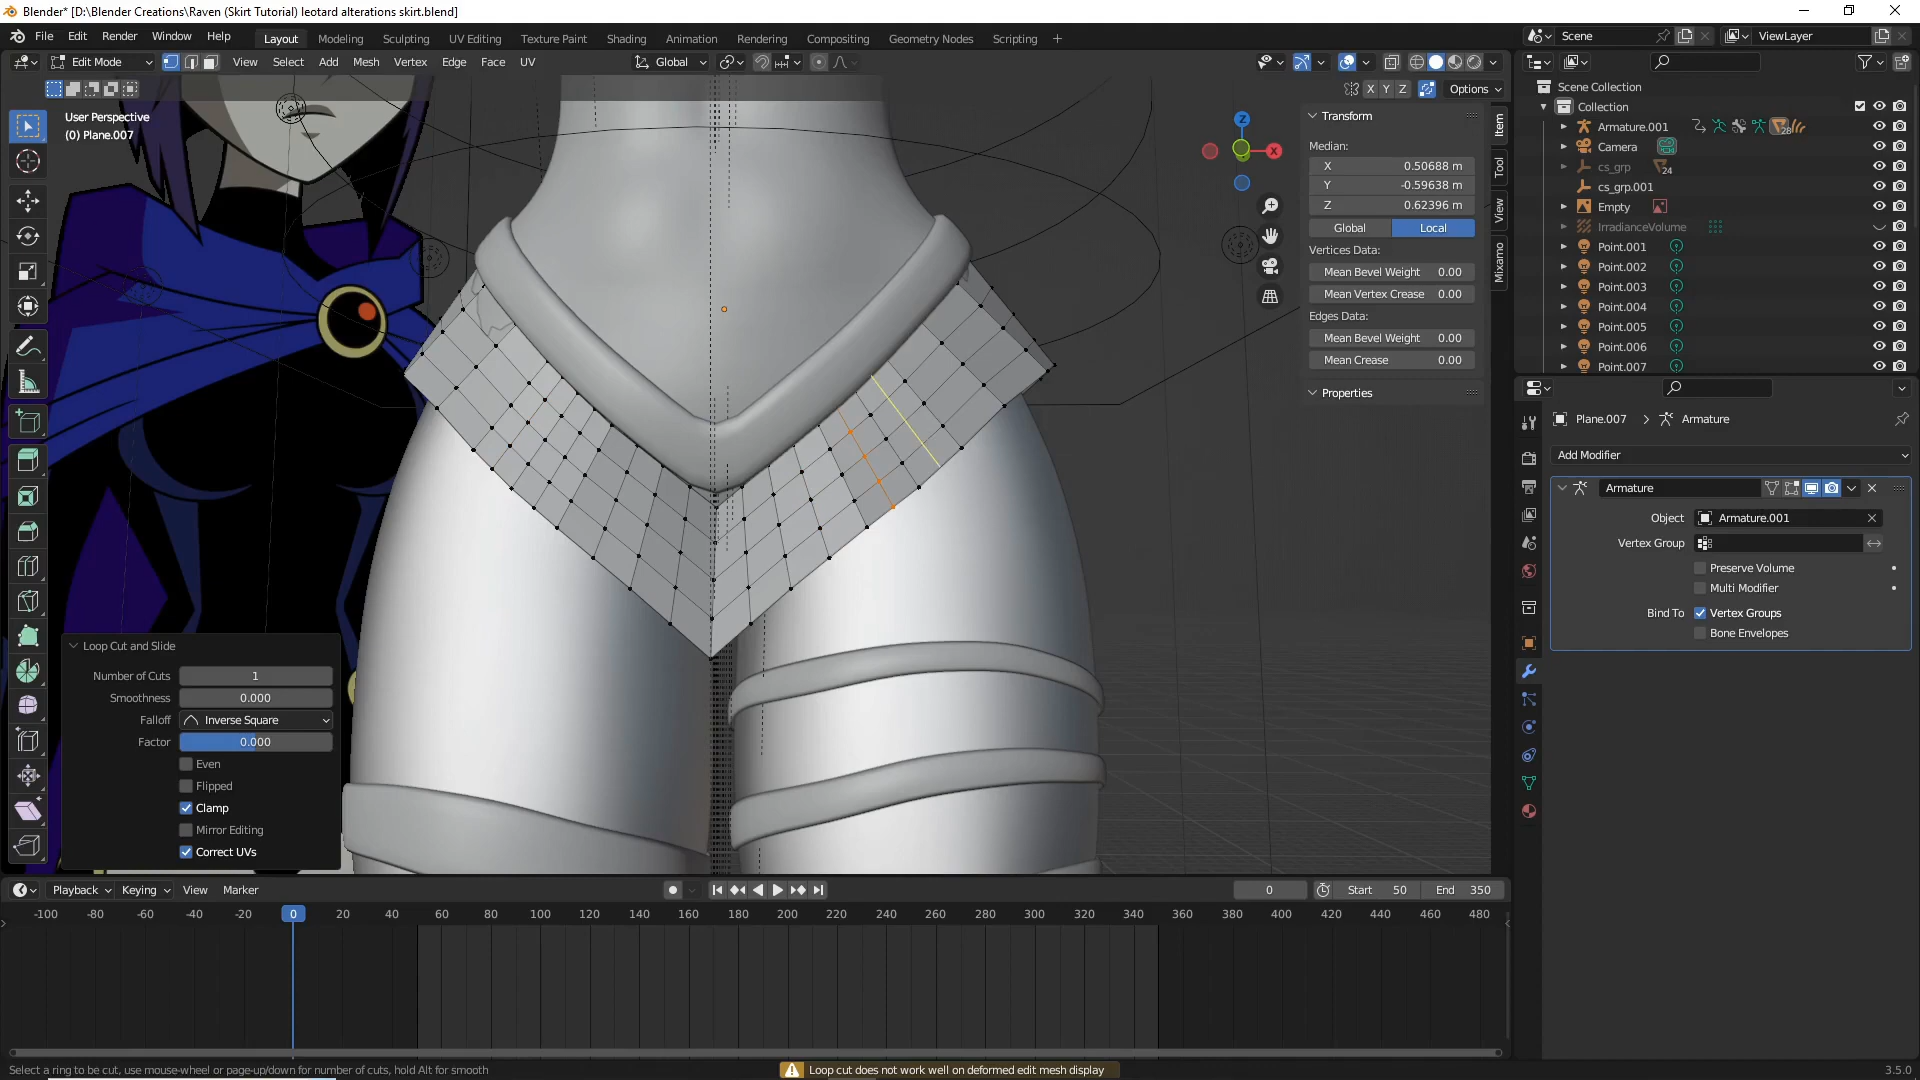 Blender* [D:\Blender Creations\Raven (Skirt Tutorial) leotard alterations skirt.blend]
File Edit Render Window Help Layout Modeling Sculpting UV Editing Texture Paint Shading Animation Rendering Compositing Geometry Nodes Scripting + Scene ViewLayer
Edit Mode View Select Add Mesh Vertex Edge Face UV Global
X Y Z Options
User Perspective
(0) Plane.007
Z
X
Item
Tool
View
Mixamo
Transform
Median:
X 0.50688 m
Y -0.59638 m
Z 0.62396 m
Global Local
Vertices Data:
Mean Bevel Weight 0.00
Mean Vertex Crease 0.00
Edges Data:
Mean Bevel Weight 0.00
Mean Crease 0.00
Properties
Scene Collection
Collection
Armature.001 28
Camera
cs_grp 24
cs_grp.001
Empty
IrradianceVolume
Point.001
Point.002
Point.003
Point.004
Point.005
Point.006
Point.007
Plane.007 > Armature
Add Modifier
Armature
Object Armature.001
Vertex Group
Preserve Volume
Multi Modifier
Bind To Vertex Groups
Bone Envelopes
Loop Cut and Slide
Number of Cuts 1
Smoothness 0.000
Falloff Inverse Square
Factor 0.000
Even
Flipped
Clamp
Mirror Editing
Correct UVs
Playback Keying View Marker 0 Start 50 End 350
-100 -80 -60 -40 -20 0 20 40 60 80 100 120 140 160 180 200 220 240 260 280 300 320 340 360 380 400 420 440 460 480
Select a ring to be cut, use mouse-wheel or page-up/down for number of cuts, hold Alt for smooth
Loop cut does not work well on deformed edit mesh display
3.5.0